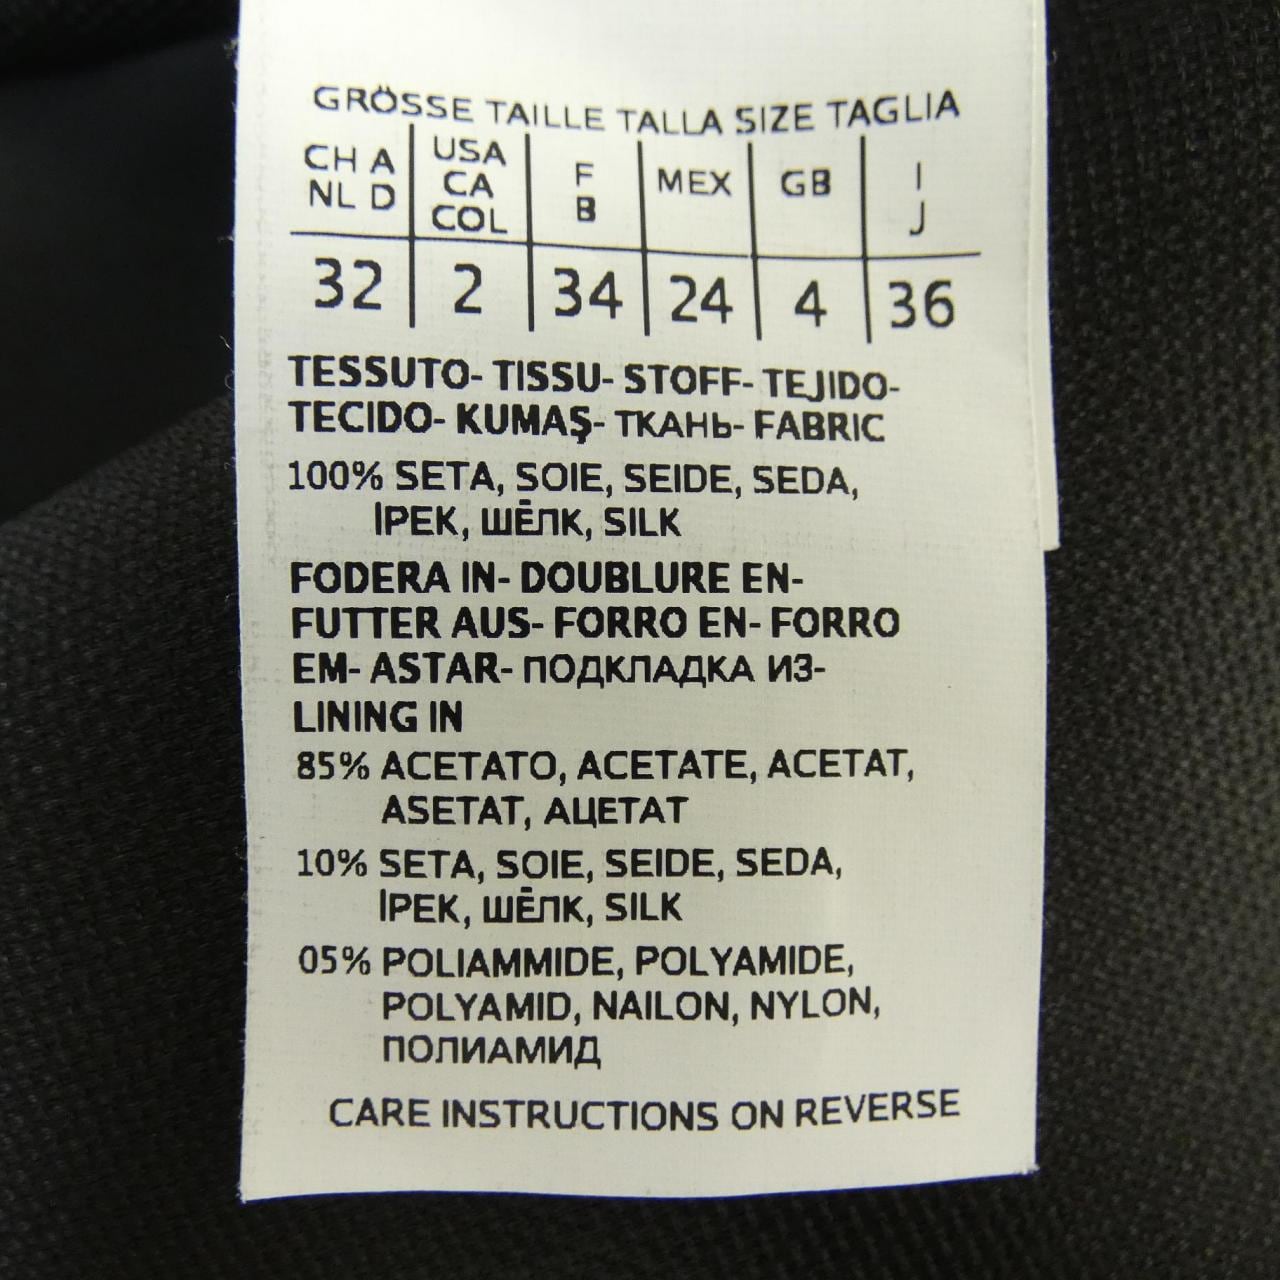 GRÖSSE TAILLE TALLA SIZE TAGLIA
CH A USA F MEX GB I
NL D CA B J
COL
32 2 34 24 4 36
TESSUTO- TISSU- STOFF- TEJIDO-
TECIDO- KUMAŞ- ТКАНЬ- FABRIC
100% SETA, SOIE, SEIDE, SEDA,
İPEK, ШЁЛК, SILK
FODERA IN- DOUBLURE EN-
FUTTER AUS- FORRO EN- FORRO
EM- ASTAR- ПОДКЛАДКА ИЗ-
LINING IN
85% ACETATO, ACETATE, ACETAT,
ASETAT, АЦЕТАТ
10% SETA, SOIE, SEIDE, SEDA,
İPEK, ШЁЛК, SILK
05% POLIAMMIDE, POLYAMIDE,
POLYAMID, NAILON, NYLON,
ПОЛИАМИД
CARE INSTRUCTIONS ON REVERSE